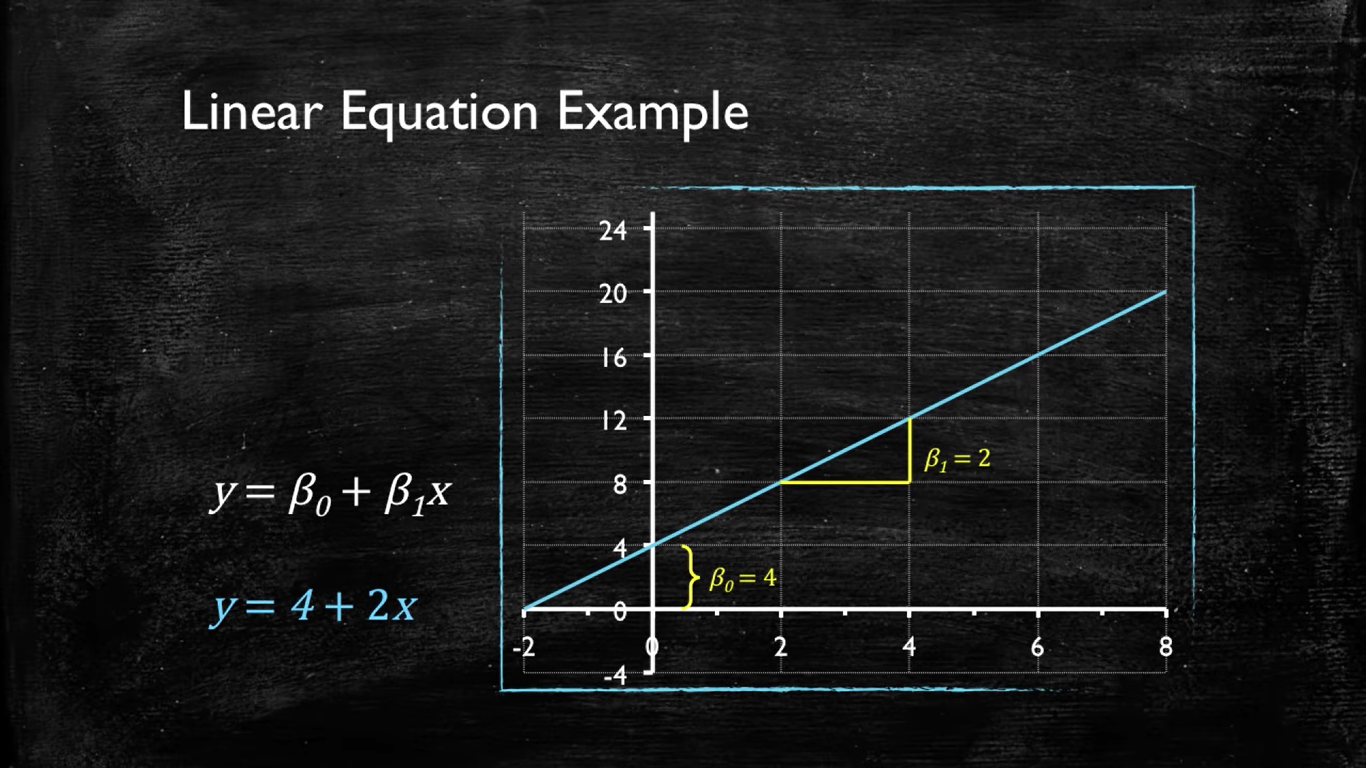 Linear Equation Example
24
20
16
12
β₁ = 2
8
y = β₀ + β₁x
4
β₀ = 4
y = 4 + 2x
0
-2 0 2 4 6 8
-4